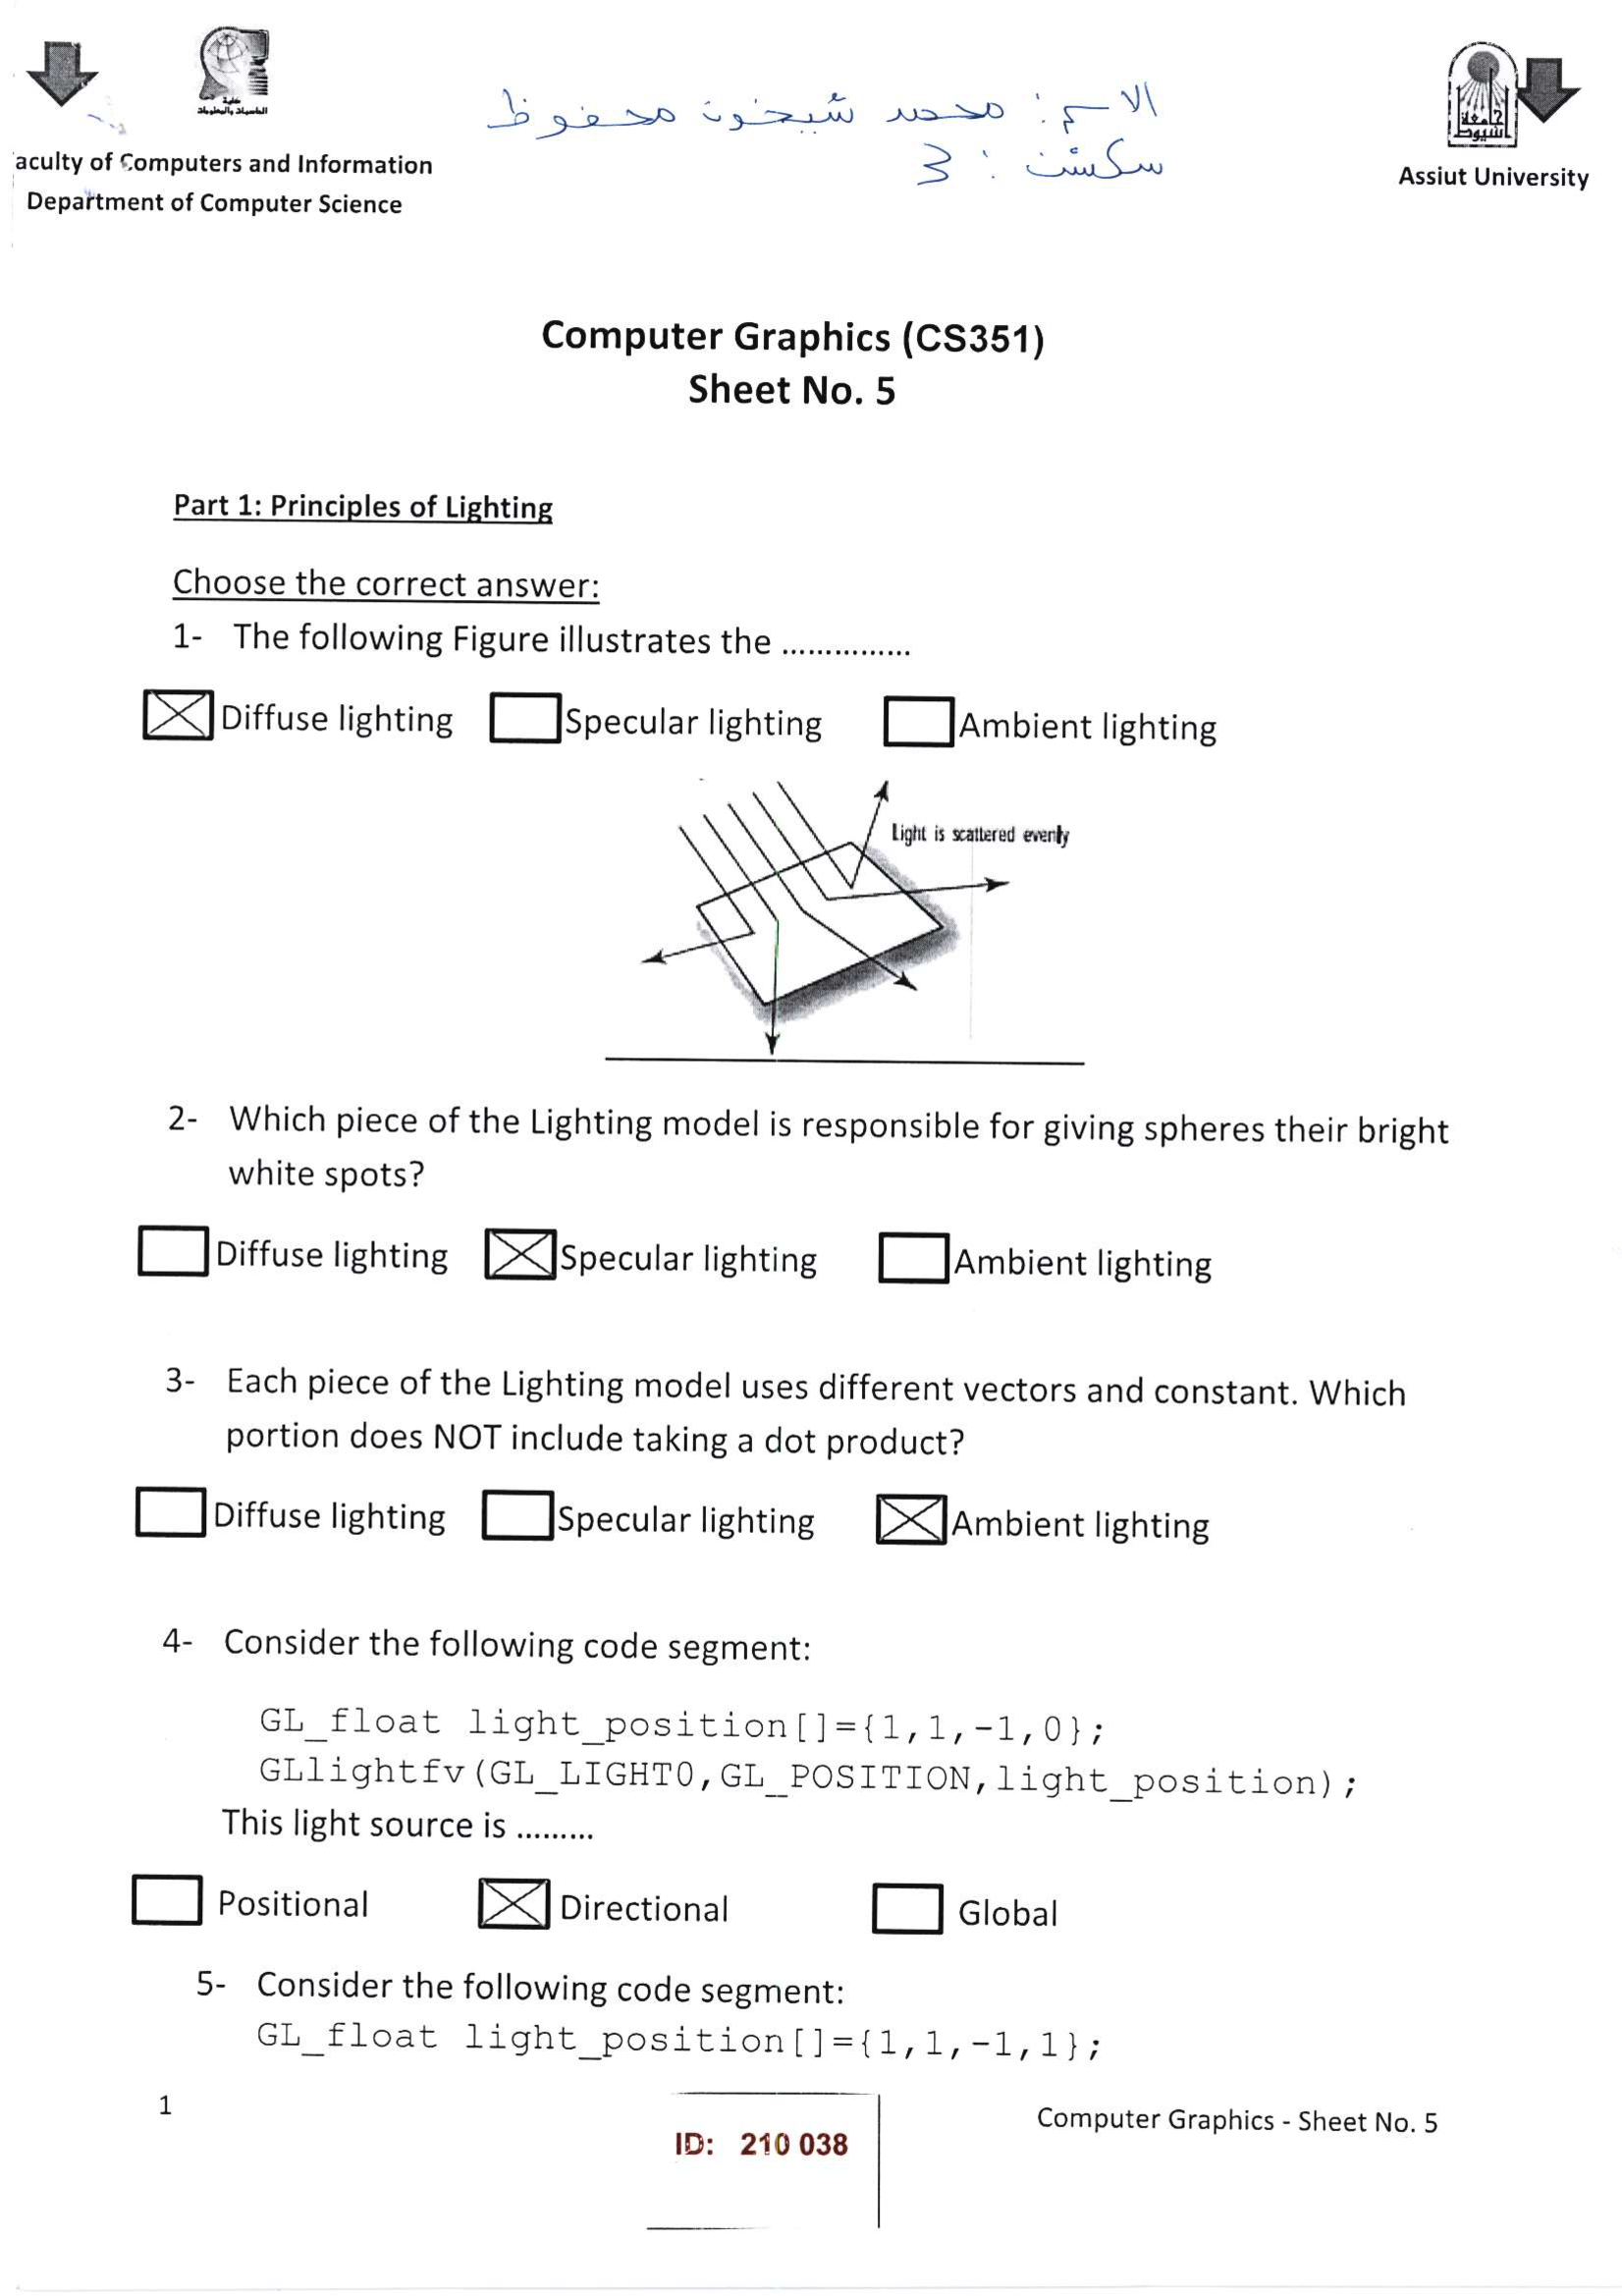 كلية
الحاسبات والمعلومات
الاسم : محمد شيخون محفوظ
سكشن : 3
جامعة
أسيوط
aculty of Computers and Information
Department of Computer Science
Assiut University
Computer Graphics (CS351)
Sheet No. 5
Part 1: Principles of Lighting
Choose the correct answer:
1- The following Figure illustrates the ...............
Diffuse lighting Specular lighting Ambient lighting
Light is scattered evenly
2- Which piece of the Lighting model is responsible for giving spheres their bright
white spots?
Diffuse lighting Specular lighting Ambient lighting
3- Each piece of the Lighting model uses different vectors and constant. Which
portion does NOT include taking a dot product?
Diffuse lighting Specular lighting Ambient lighting
4- Consider the following code segment:
GL_float light_position[]={1,1,-1,0};
GLlightfv(GL_LIGHT0,GL_POSITION,light_position);
This light source is .........
Positional Directional Global
5- Consider the following code segment:
GL_float light_position[]={1,1,-1,1};
1
Computer Graphics - Sheet No. 5
ID: 210 038